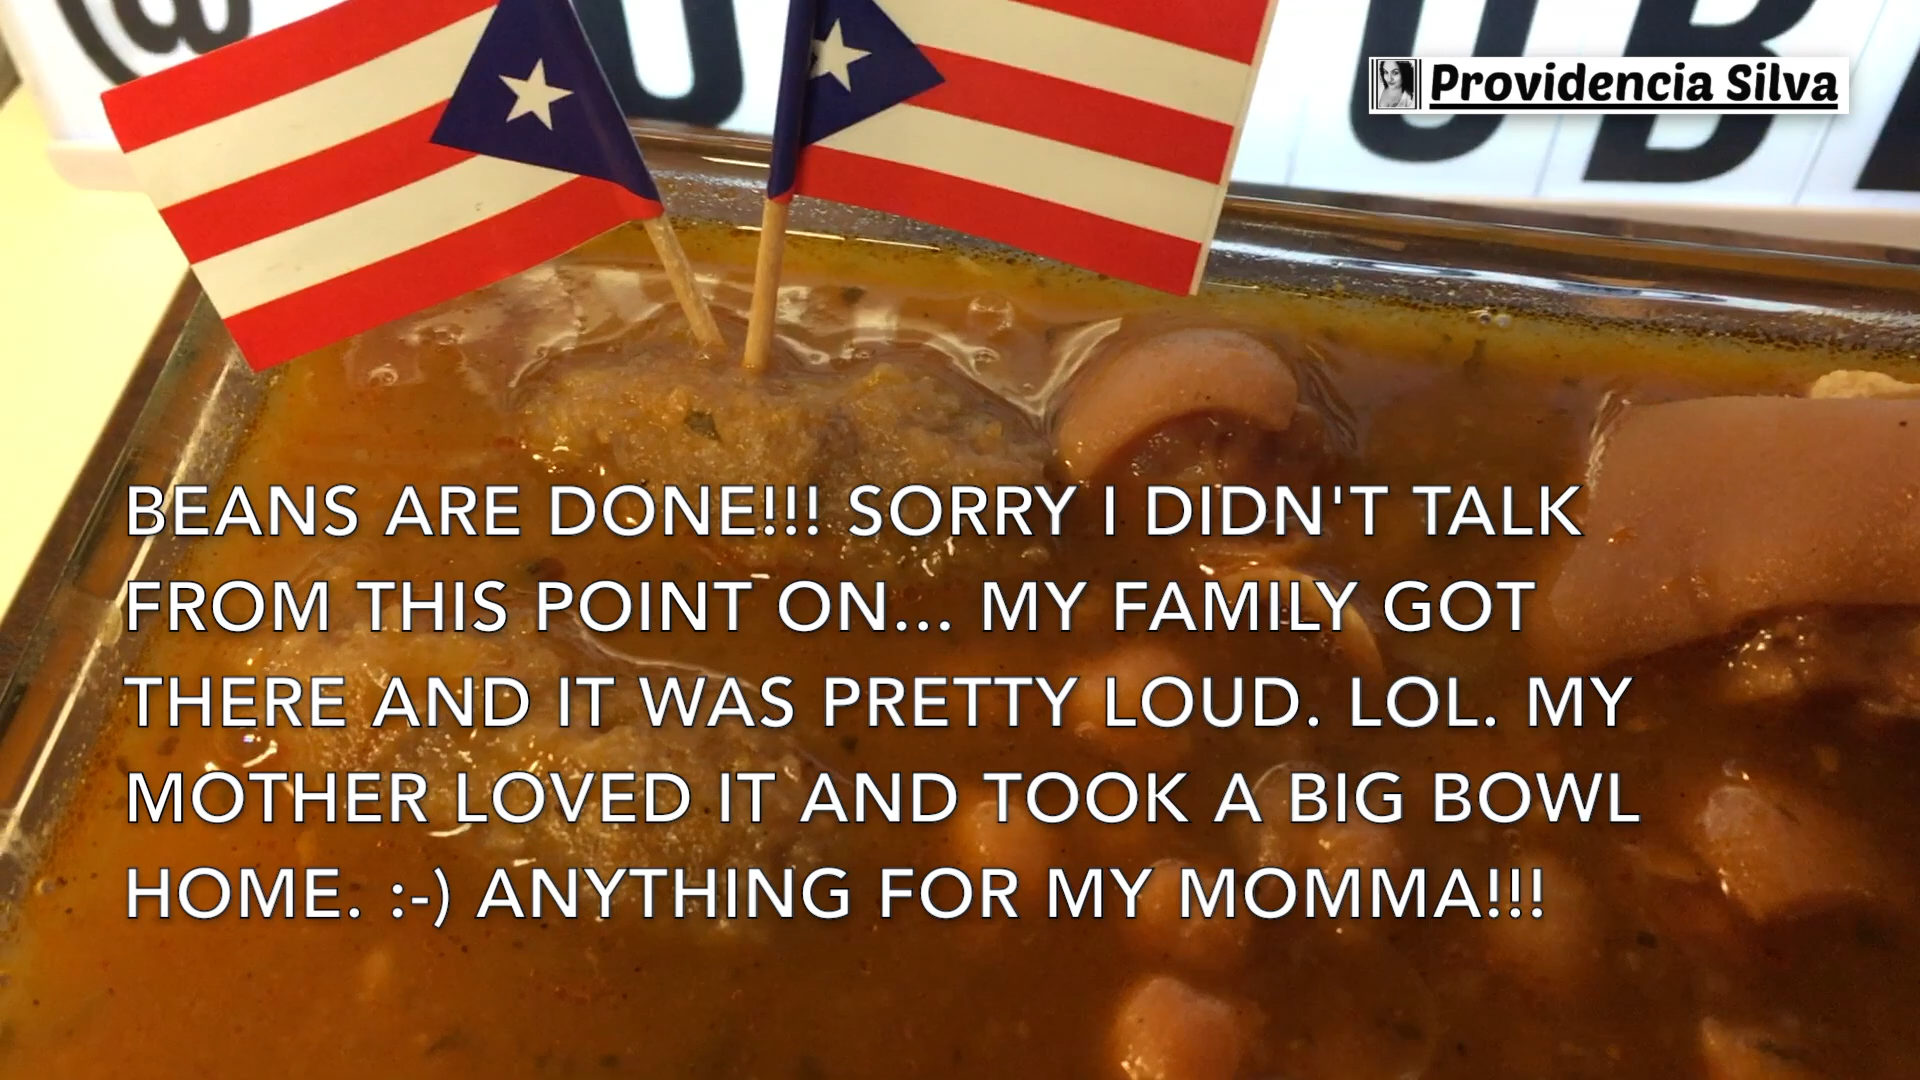 Providencia Silva
BEANS ARE DONE!!! SORRY I DIDN'T TALK
FROM THIS POINT ON... MY FAMILY GOT
THERE AND IT WAS PRETTY LOUD. LOL. MY
MOTHER LOVED IT AND TOOK A BIG BOWL
HOME. :-) ANYTHING FOR MY MOMMA!!!